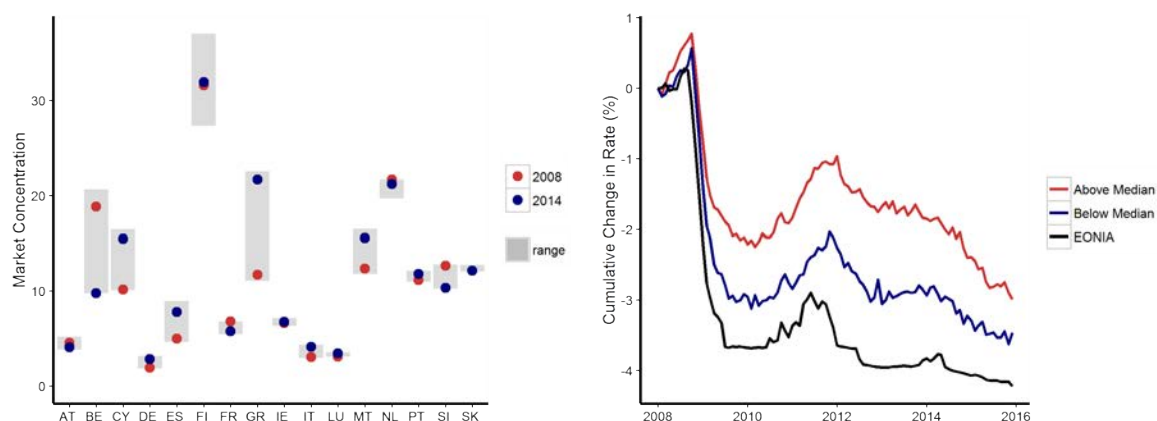 Market Concentration
30
20
10
0
AT BE CY DE ES FI FR GR IE IT LU MT NL PT SI SK
2008
2014
range
Cumulative Change in Rate (%)
1
0
-1
-2
-3
-4
2008 2010 2012 2014 2016
Above Median
Below Median
EONIA